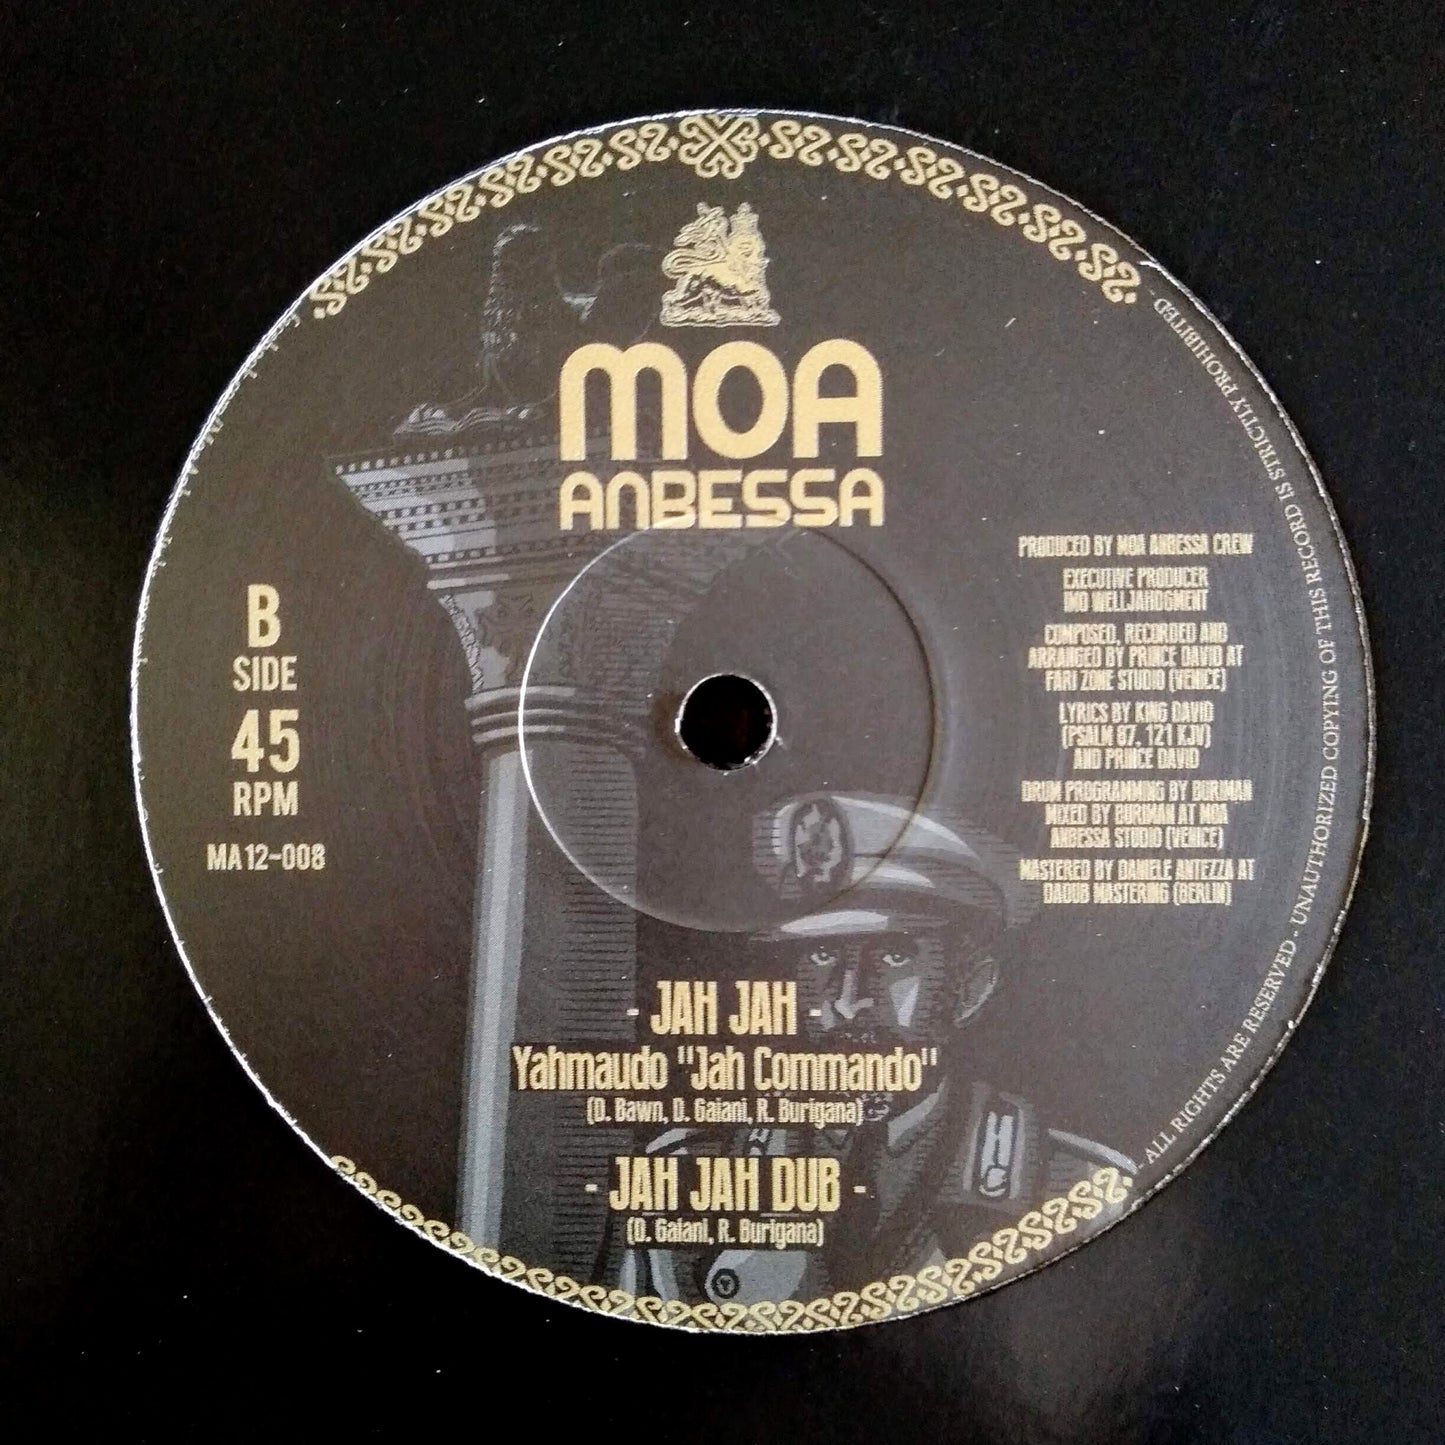 MOA
ANBESSA
B
SIDE
45
RPM
MA12-008
PRODUCED BY MOA ANBESSA CREW
EXECUTIVE PRODUCER
IMO WELLJAHDGMENT
COMPOSED, RECORDED AND
ARRANGED BY PRINCE DAVID AT
FARI ZONE STUDIO (VENICE)
LYRICS BY KING DAVID
(PSALM 87, 121 KJV)
AND PRINCE DAVID
DRUM PROGRAMMING BY BURIMAN
MIXED BY BURIMAN AT MOA
ANBESSA STUDIO (VENICE)
MASTERED BY DANIELE ANTEZZA AT
DADUB MASTERING (BERLIN)
- JAH JAH -
Yahmaudo "Jah Commando"
(D. Bawn, D. Gaiani, R. Burigana)
- JAH JAH DUB -
(D. Gaiani, R. Burigana)
- ALL RIGHTS ARE RESERVED - UNAUTHORIZED COPYING OF THIS RECORD IS STRICTLY PROHIBITED -